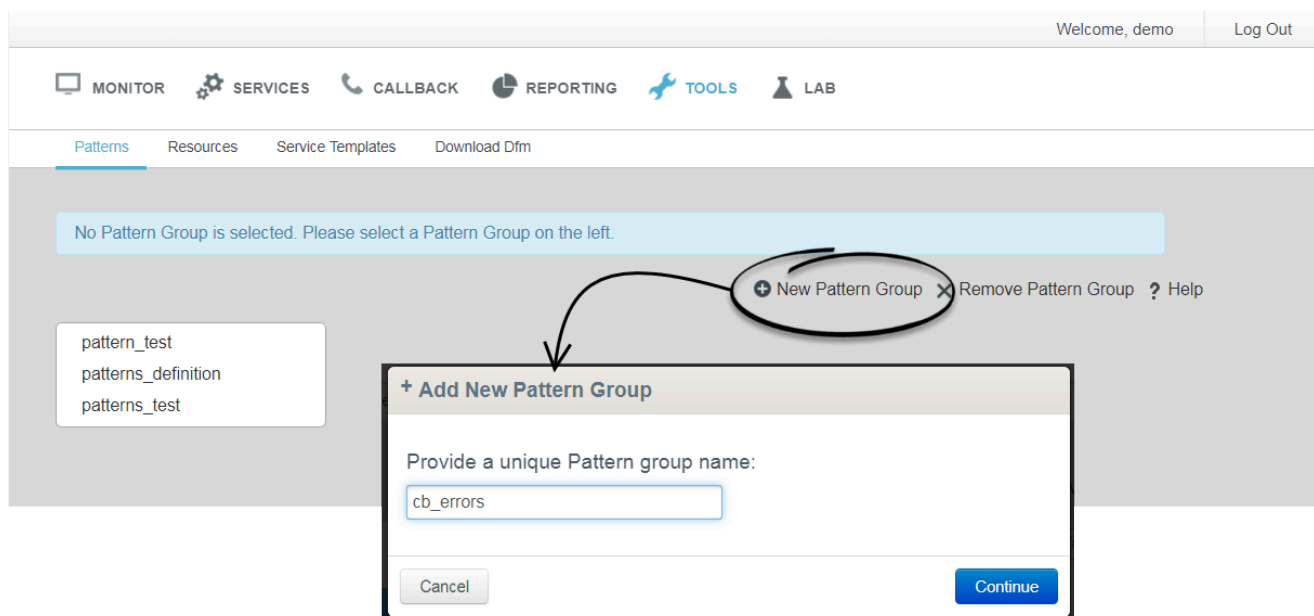 Welcome, demo Log Out
MONITOR SERVICES CALLBACK REPORTING TOOLS LAB
Patterns Resources Service Templates Download Dfm
No Pattern Group is selected. Please select a Pattern Group on the left.
New Pattern Group Remove Pattern Group ? Help
pattern_test
patterns_definition
patterns_test
+ Add New Pattern Group
Provide a unique Pattern group name:
cb_errors
Cancel Continue